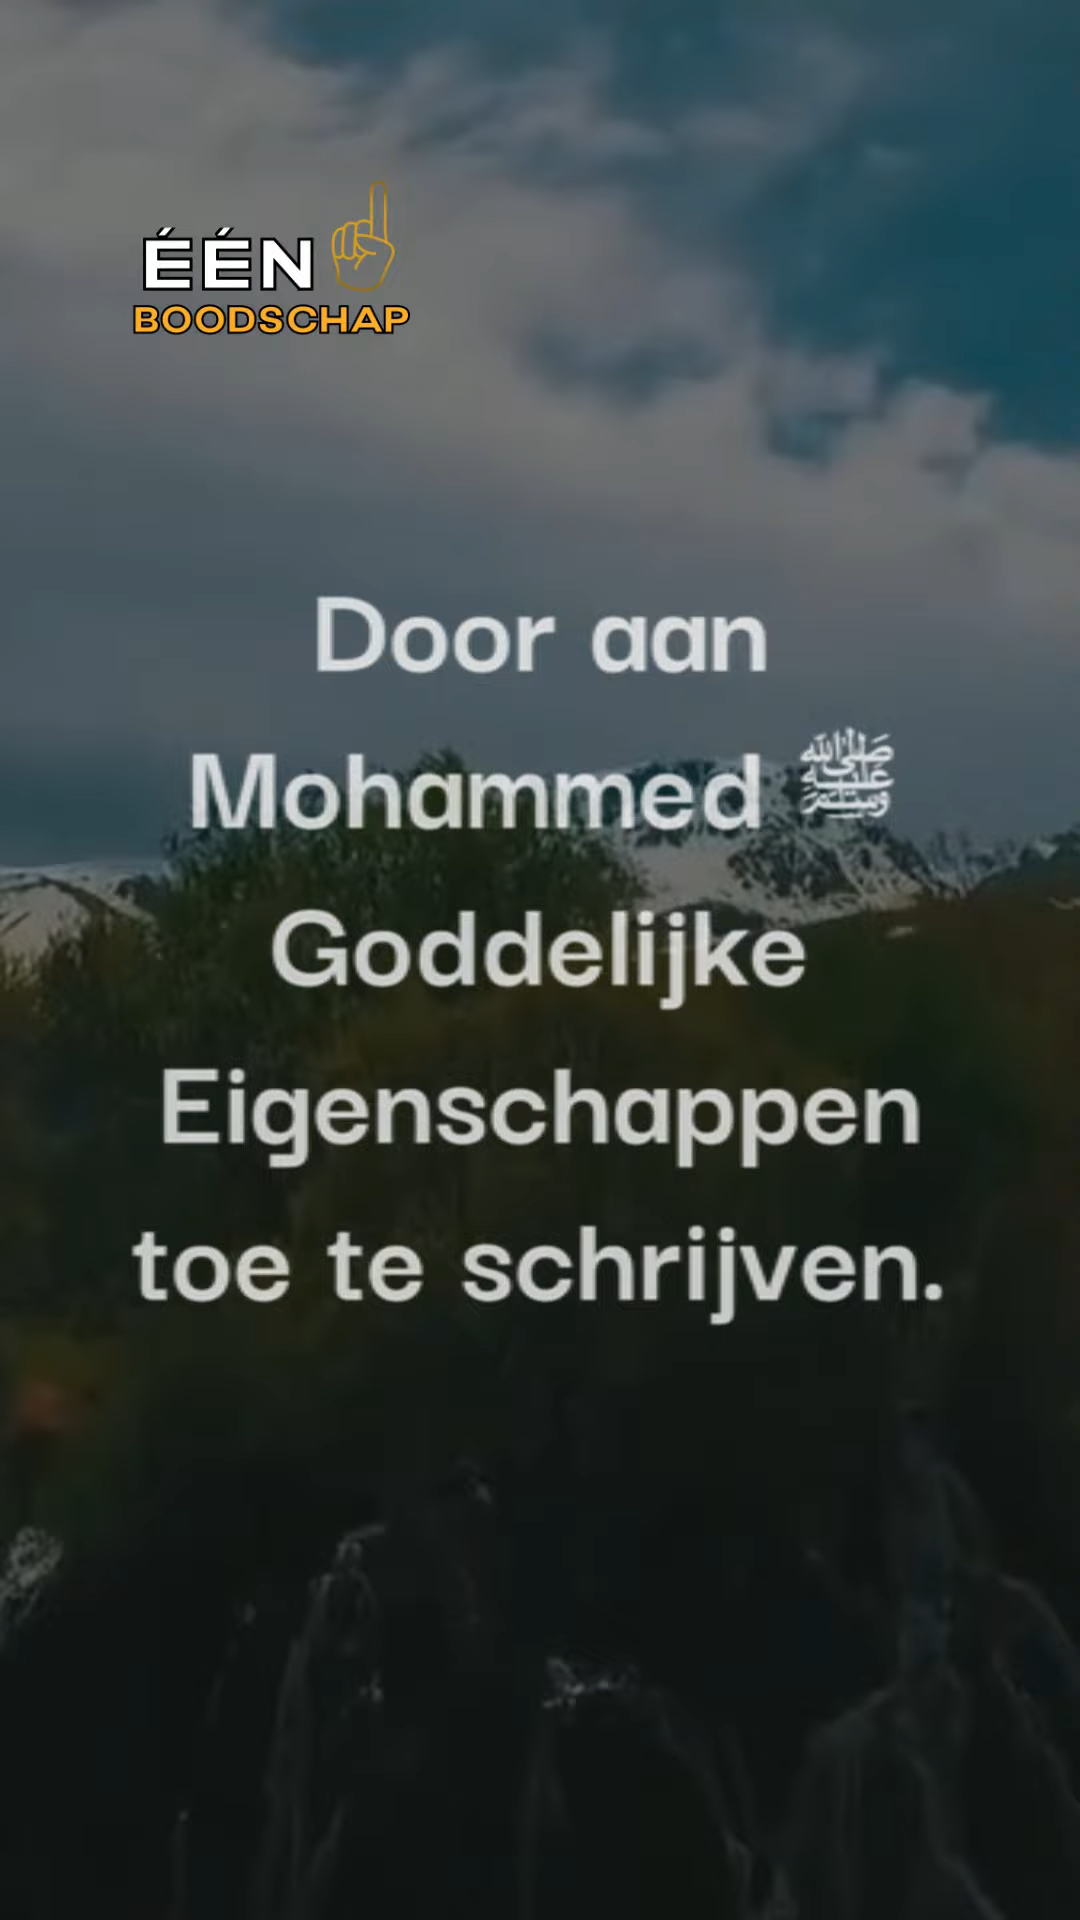 ÉÉN
BOODSCHAP
Door aan
Mohammed ﷺ
Goddelijke
Eigenschappen
toe te schrijven.